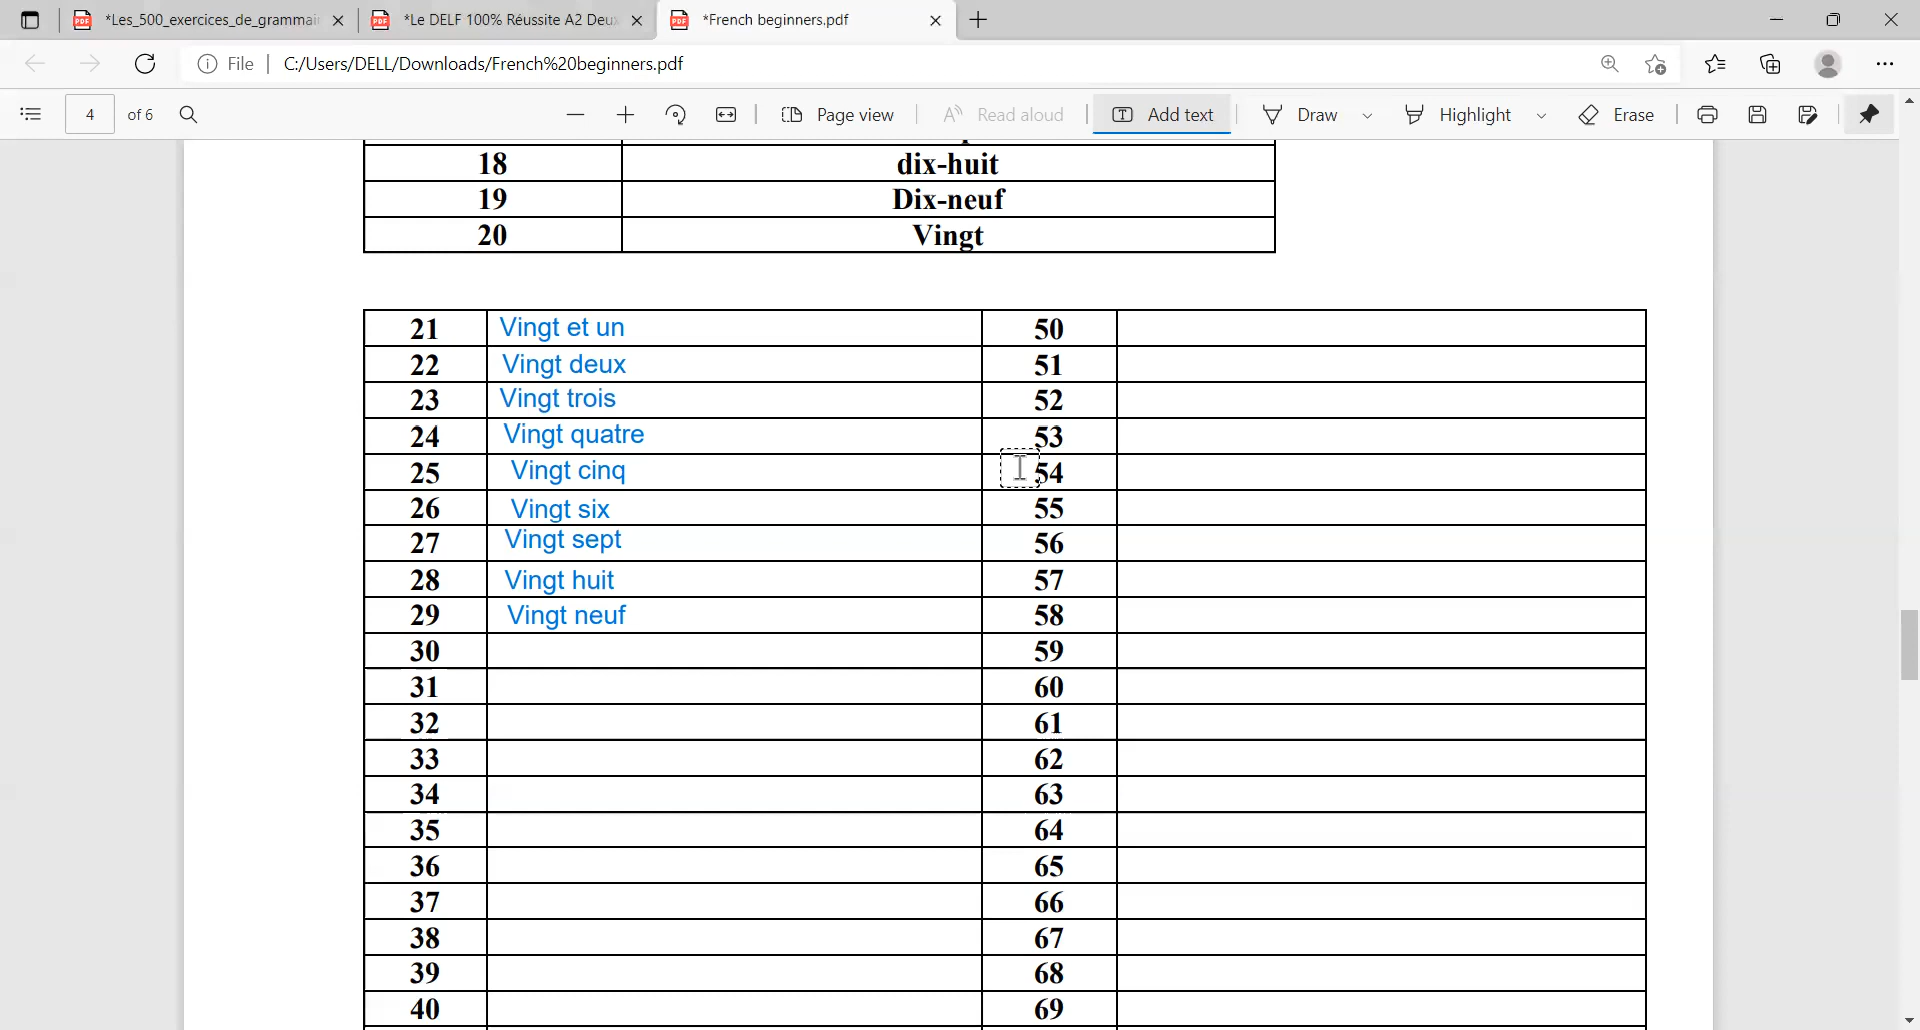 *Les_500_exercices_de_grammai
*Le DELF 100% Réussite A2 Deu
*French beginners.pdf
File
C:/Users/DELL/Downloads/French%20beginners.pdf
4 of 6
Page view
Read aloud
Add text
Draw
Highlight
Erase
18 dix-huit
19 Dix-neuf
20 Vingt
21 Vingt et un 50
22 Vingt deux 51
23 Vingt trois 52
24 Vingt quatre 53
25 Vingt cinq 54
26 Vingt six 55
27 Vingt sept 56
28 Vingt huit 57
29 Vingt neuf 58
30 59
31 60
32 61
33 62
34 63
35 64
36 65
37 66
38 67
39 68
40 69